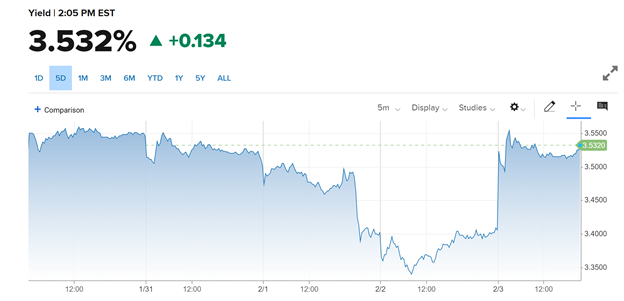 Yield | 2:05 PM EST
3.532% ▲ +0.134
1D 5D 1M 3M 6M YTD 1Y 5Y ALL
+ Comparison 5m Display Studies
3.5500
3.5320
3.5000
3.4500
3.4000
3.3500
12:00 1/31 12:00 2/1 12:00 2/2 12:00 2/3 12:00